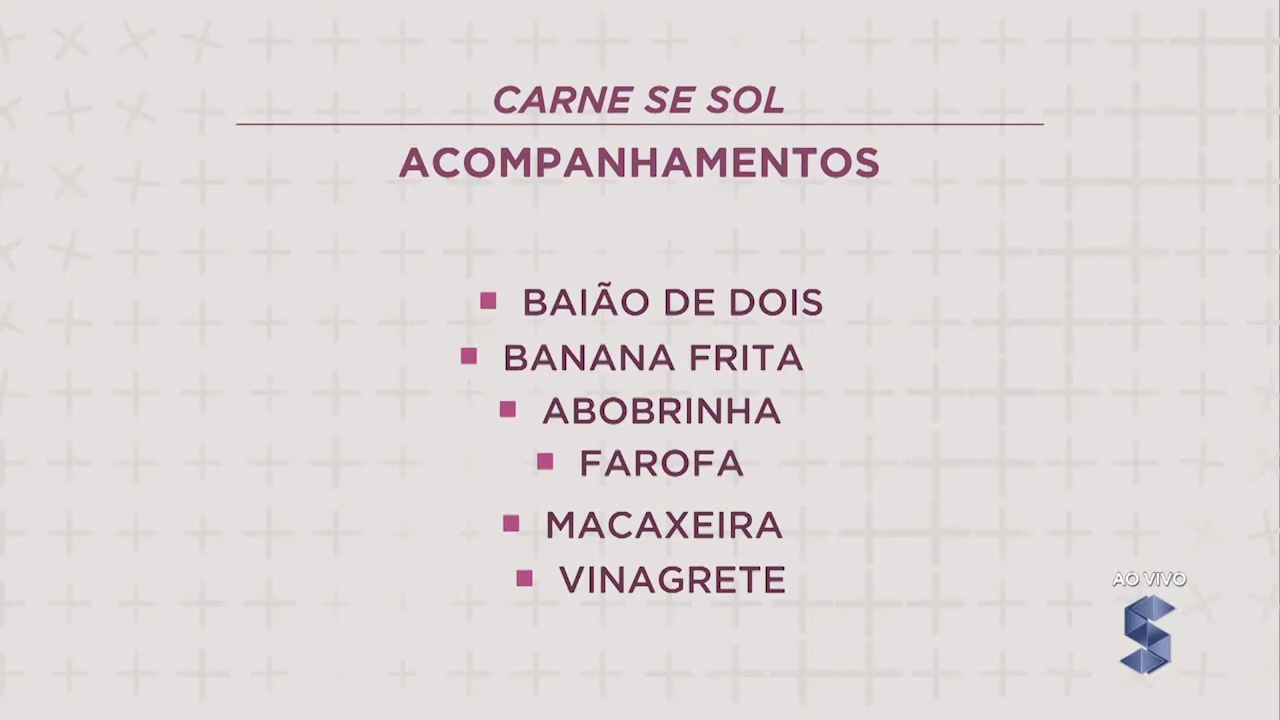 CARNE SE SOL
ACOMPANHAMENTOS
BAIÃO DE DOIS
BANANA FRITA
ABOBRINHA
FAROFA
MACAXEIRA
VINAGRETE
AO VIVO